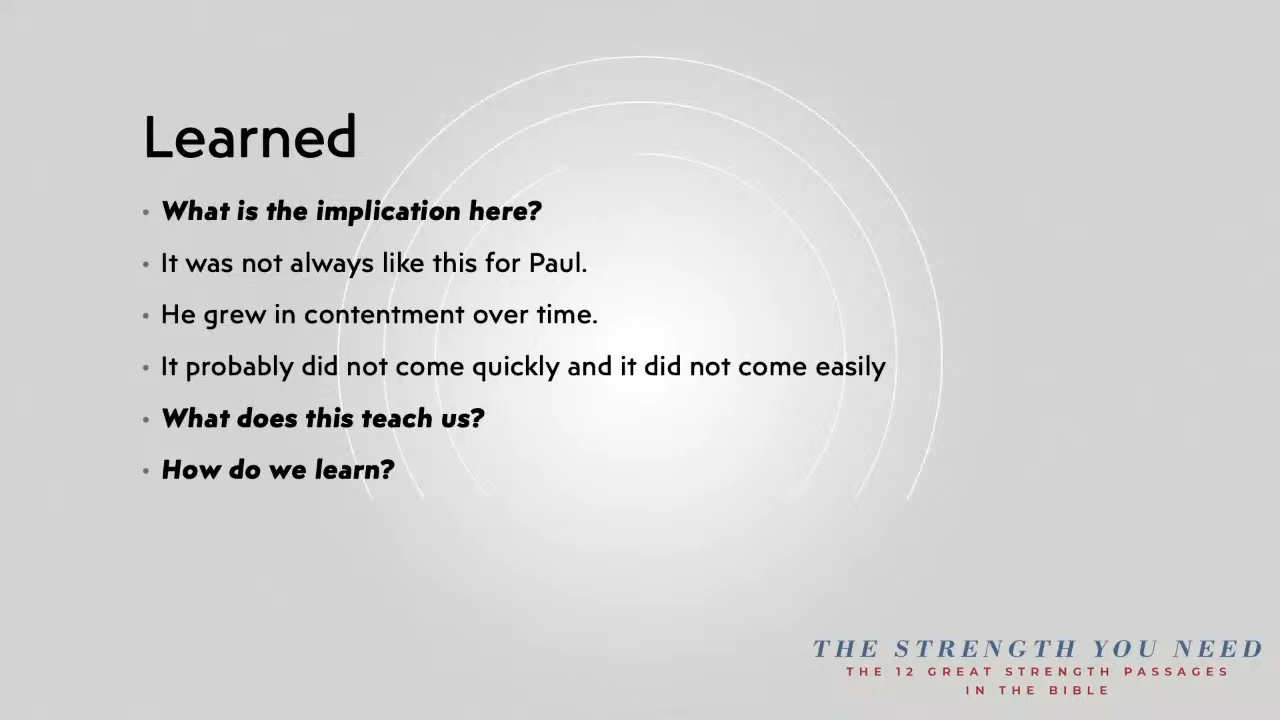 Learned
• What is the implication here?
• It was not always like this for Paul.
• He grew in contentment over time.
• It probably did not come quickly and it did not come easily
• What does this teach us?
• How do we learn?
THE STRENGTH YOU NEED
THE 12 GREAT STRENGTH PASSAGES
IN THE BIBLE